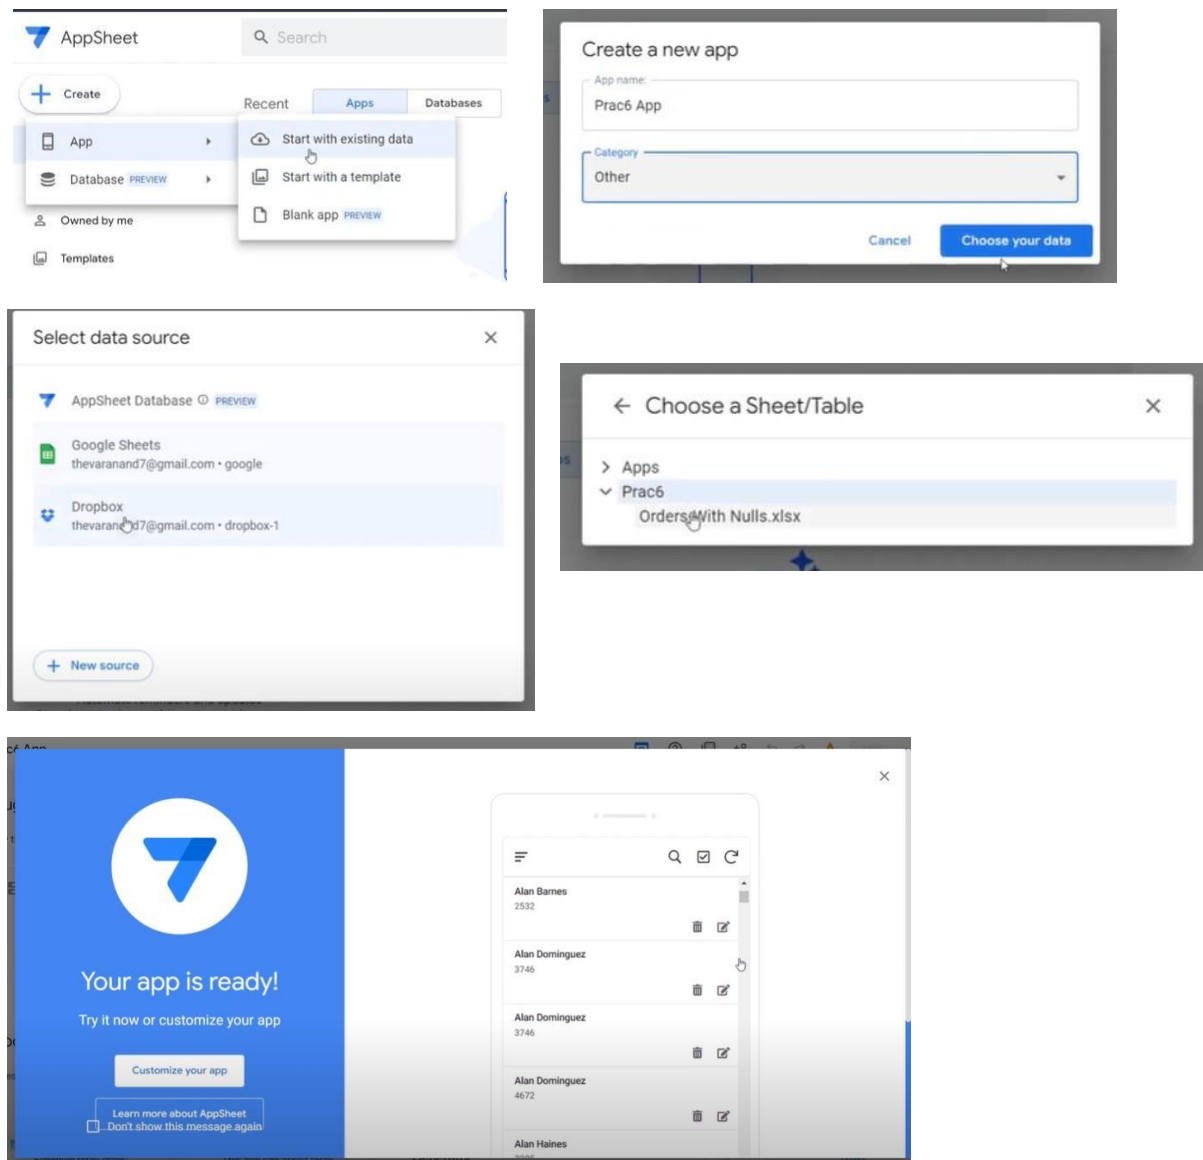 AppSheet
Search
Create
Recent
Apps
Databases
App
Start with existing data
Database PREVIEW
Start with a template
Blank app PREVIEW
Owned by me
Templates
Create a new app
App name:
Prac6 App
Category
Other
Cancel
Choose your data
Select data source
AppSheet Database PREVIEW
Google Sheets
thevaranand7@gmail.com • google
Dropbox
thevaranand7@gmail.com • dropbox-1
New source
Choose a Sheet/Table
Apps
Prac6
Orders With Nulls.xlsx
Your app is ready!
Try it now or customize your app
Customize your app
Learn more about AppSheet
Don't show this message again
Alan Barnes
2532
Alan Dominguez
3746
Alan Dominguez
3746
Alan Dominguez
4672
Alan Haines